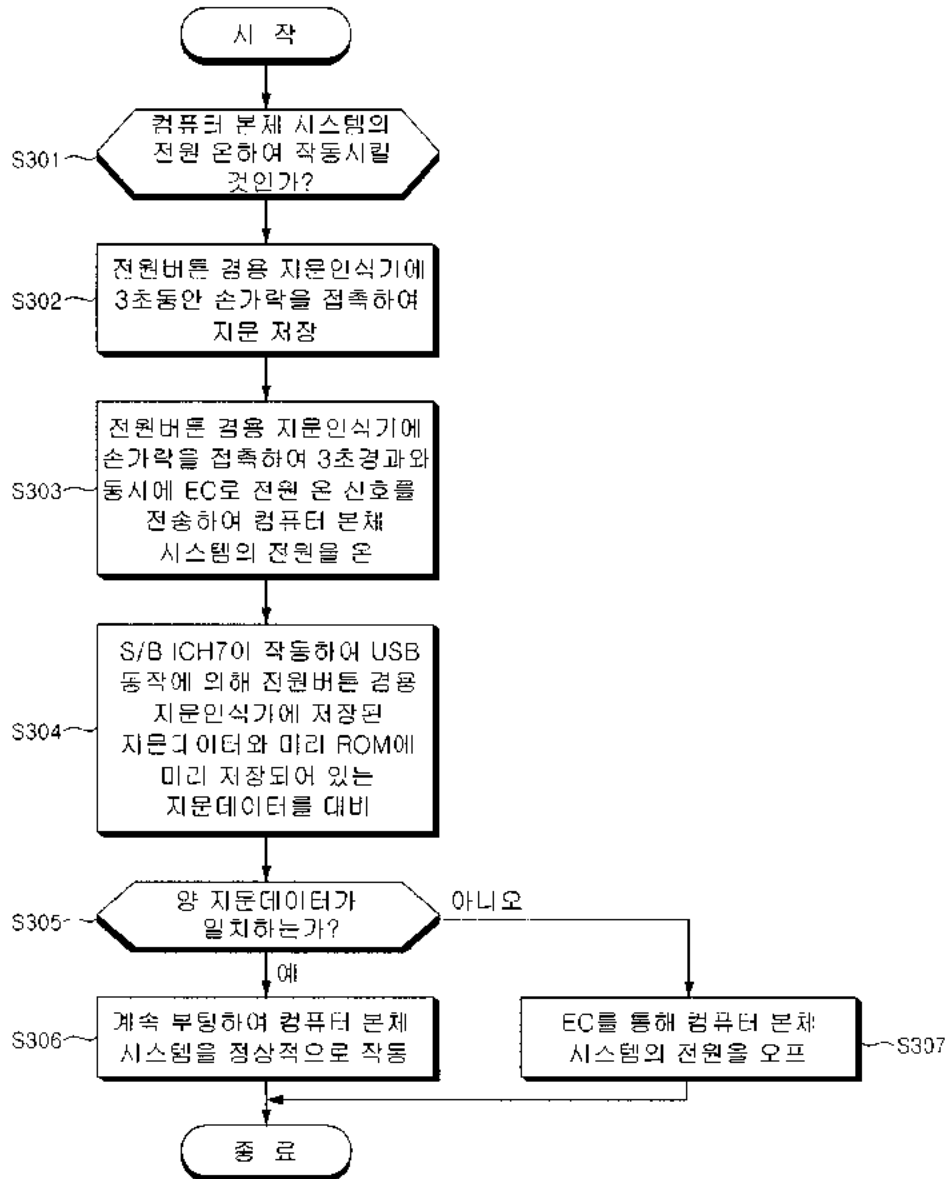 시 작
컴퓨터 본체 시스템의
S301
전원 온하여 작동시킬
것인가?
전원버튼 겸용 지문인식기에
S302
3초동안 손가락을 접촉하여
지문 저장
전원버튼 겸용 지문인식기에
손가락을 접촉하여 3초경과와
S303
동시에 EC로 전원 온 신호를
전송하여 컴퓨터 본체
시스템의 전원을 온
S/B ICH7이 작동하여 USB
동작에 의해 전원버튼 겸용
S304
지문인식기에 저장된
지문데이터와 미리 ROM에
미리 저장되어 있는
지문데이터를 대비
양 지문데이터가
아니오
S305
일치하는가?
예
계속 부팅하여 컴퓨터 본체
S306
시스템을 정상적으로 작동
EC를 통해 컴퓨터 본체
시스템의 전원을 오프
S307
종 료